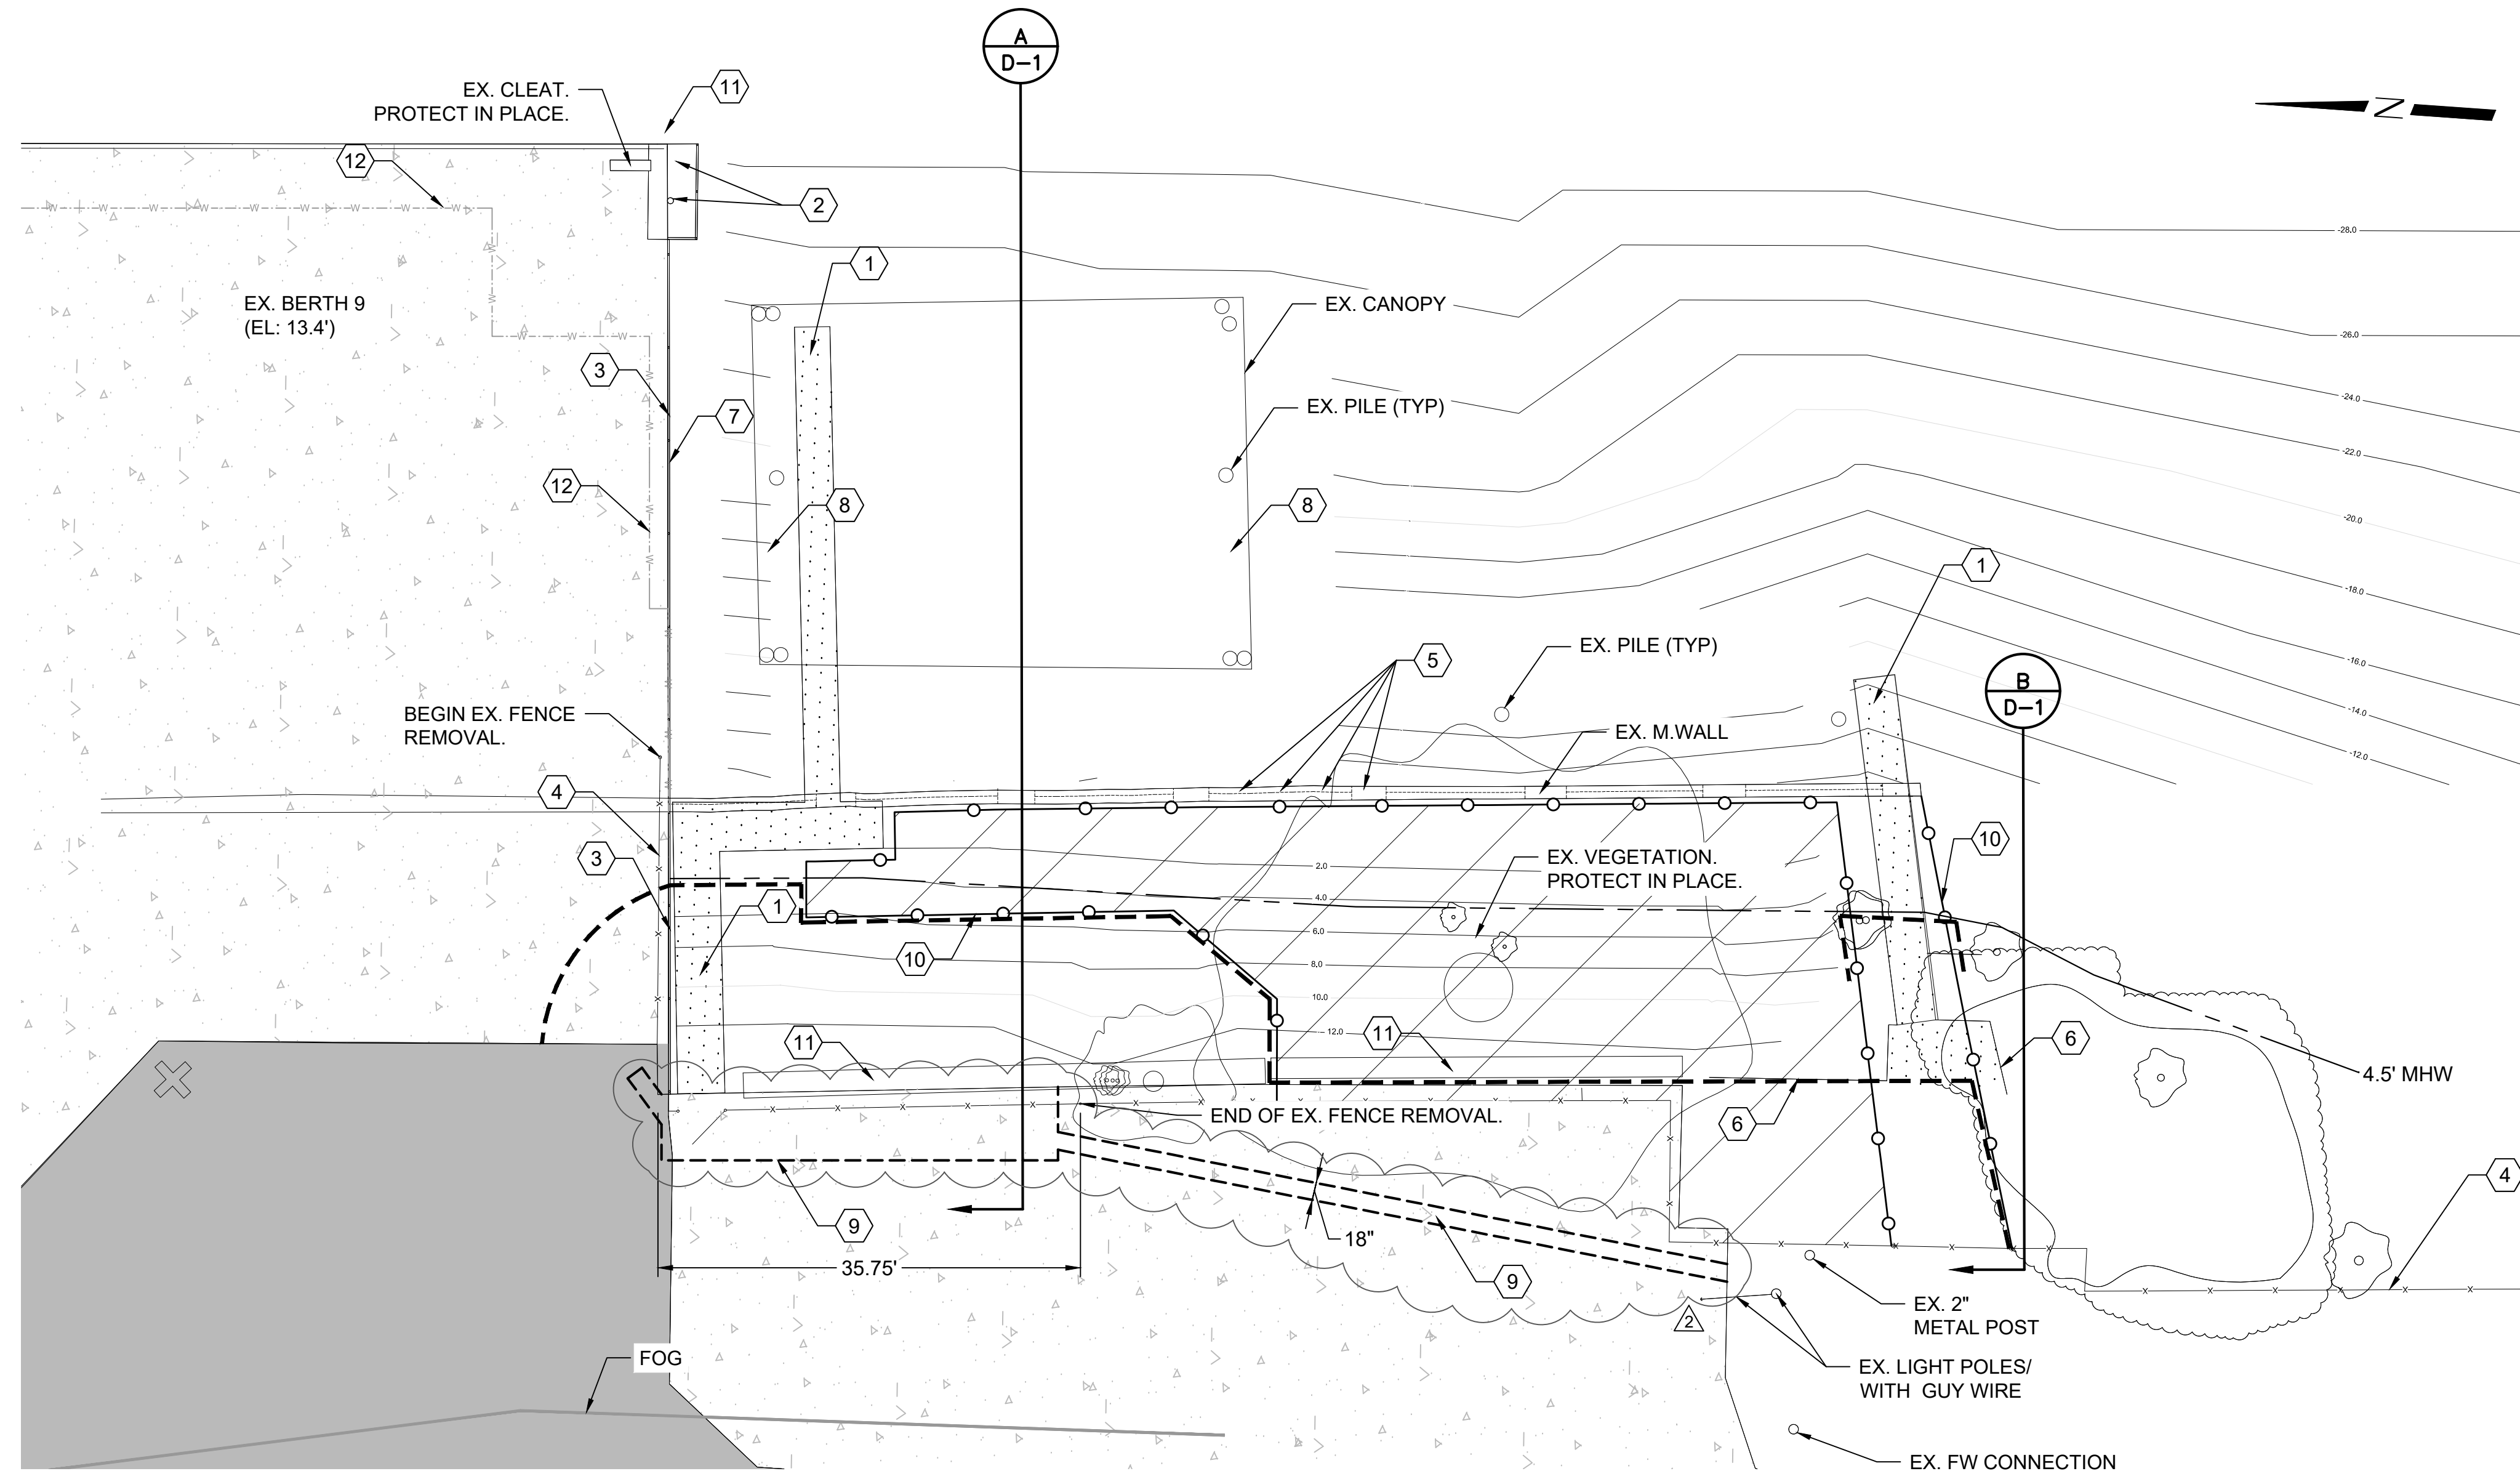 A
D-1
EX. CLEAT.
PROTECT IN PLACE.
11
N
12
2
1
EX. BERTH 9
(EL: 13.4')
EX. CANOPY
-28.0
-26.0
3
7
EX. PILE (TYP)
-24.0
-22.0
12
8
8
-20.0
1
-18.0
EX. PILE (TYP)
5
-16.0
B
D-1
BEGIN EX. FENCE
REMOVAL.
EX. M.WALL
-14.0
-12.0
4
3
10
2.0
EX. VEGETATION.
PROTECT IN PLACE.
4.0
1
6.0
10
8.0
10.0
12.0
11
11
6
4.5' MHW
END OF EX. FENCE REMOVAL.
6
4
9
18"
35.75'
9
2
EX. 2"
METAL POST
FOG
EX. LIGHT POLES/
WITH GUY WIRE
EX. FW CONNECTION